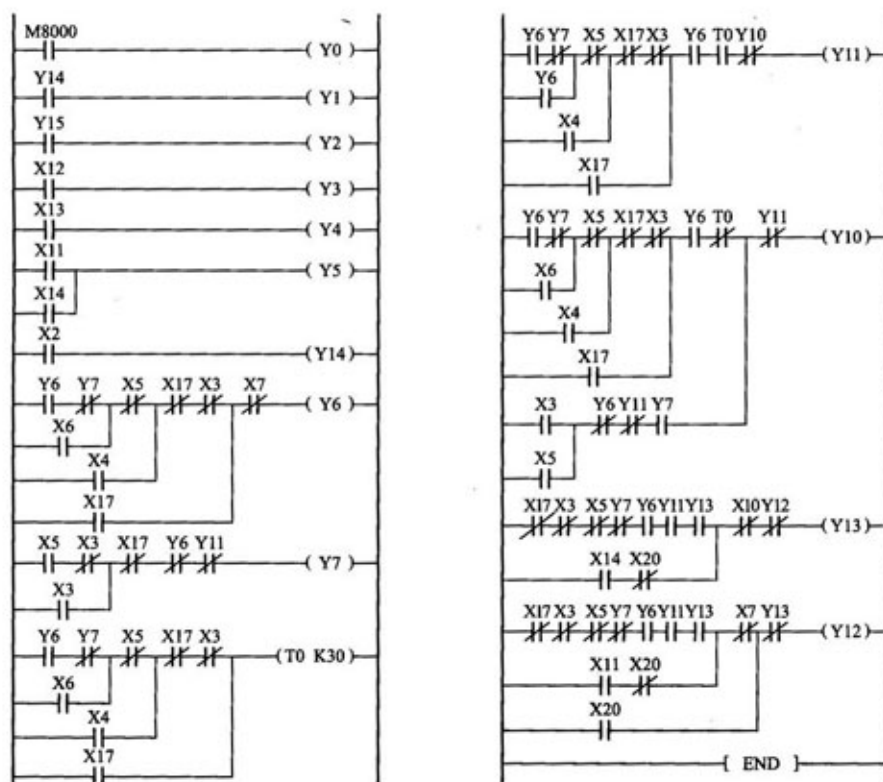 M8000
(Y0)
Y14
(Y1)
Y15
(Y2)
X12
(Y3)
X13
(Y4)
X11
(Y5)
X14
X2
(Y14)
Y6 Y7 X5 X17 X3 X7
(Y6)
X6
X4
X17
X5 X3 X17 Y6 Y11
(Y7)
X3
Y6 Y7 X5 X17 X3
(T0 K30)
X6
X4
X17
Y6 Y7 X5 X17 X3 Y6 T0 Y10
(Y11)
Y6
X4
X17
Y6 Y7 X5 X17 X3 Y6 T0 Y11
(Y10)
X6
X4
X17
X3 Y6 Y11 Y7
X5
X17 X3 X5 Y7 Y6 Y11 Y13 X10 Y12
(Y13)
X14 X20
X17 X3 X5 Y7 Y6 Y11 Y13 X7 Y13
(Y12)
X11 X20
X20
[ END ]